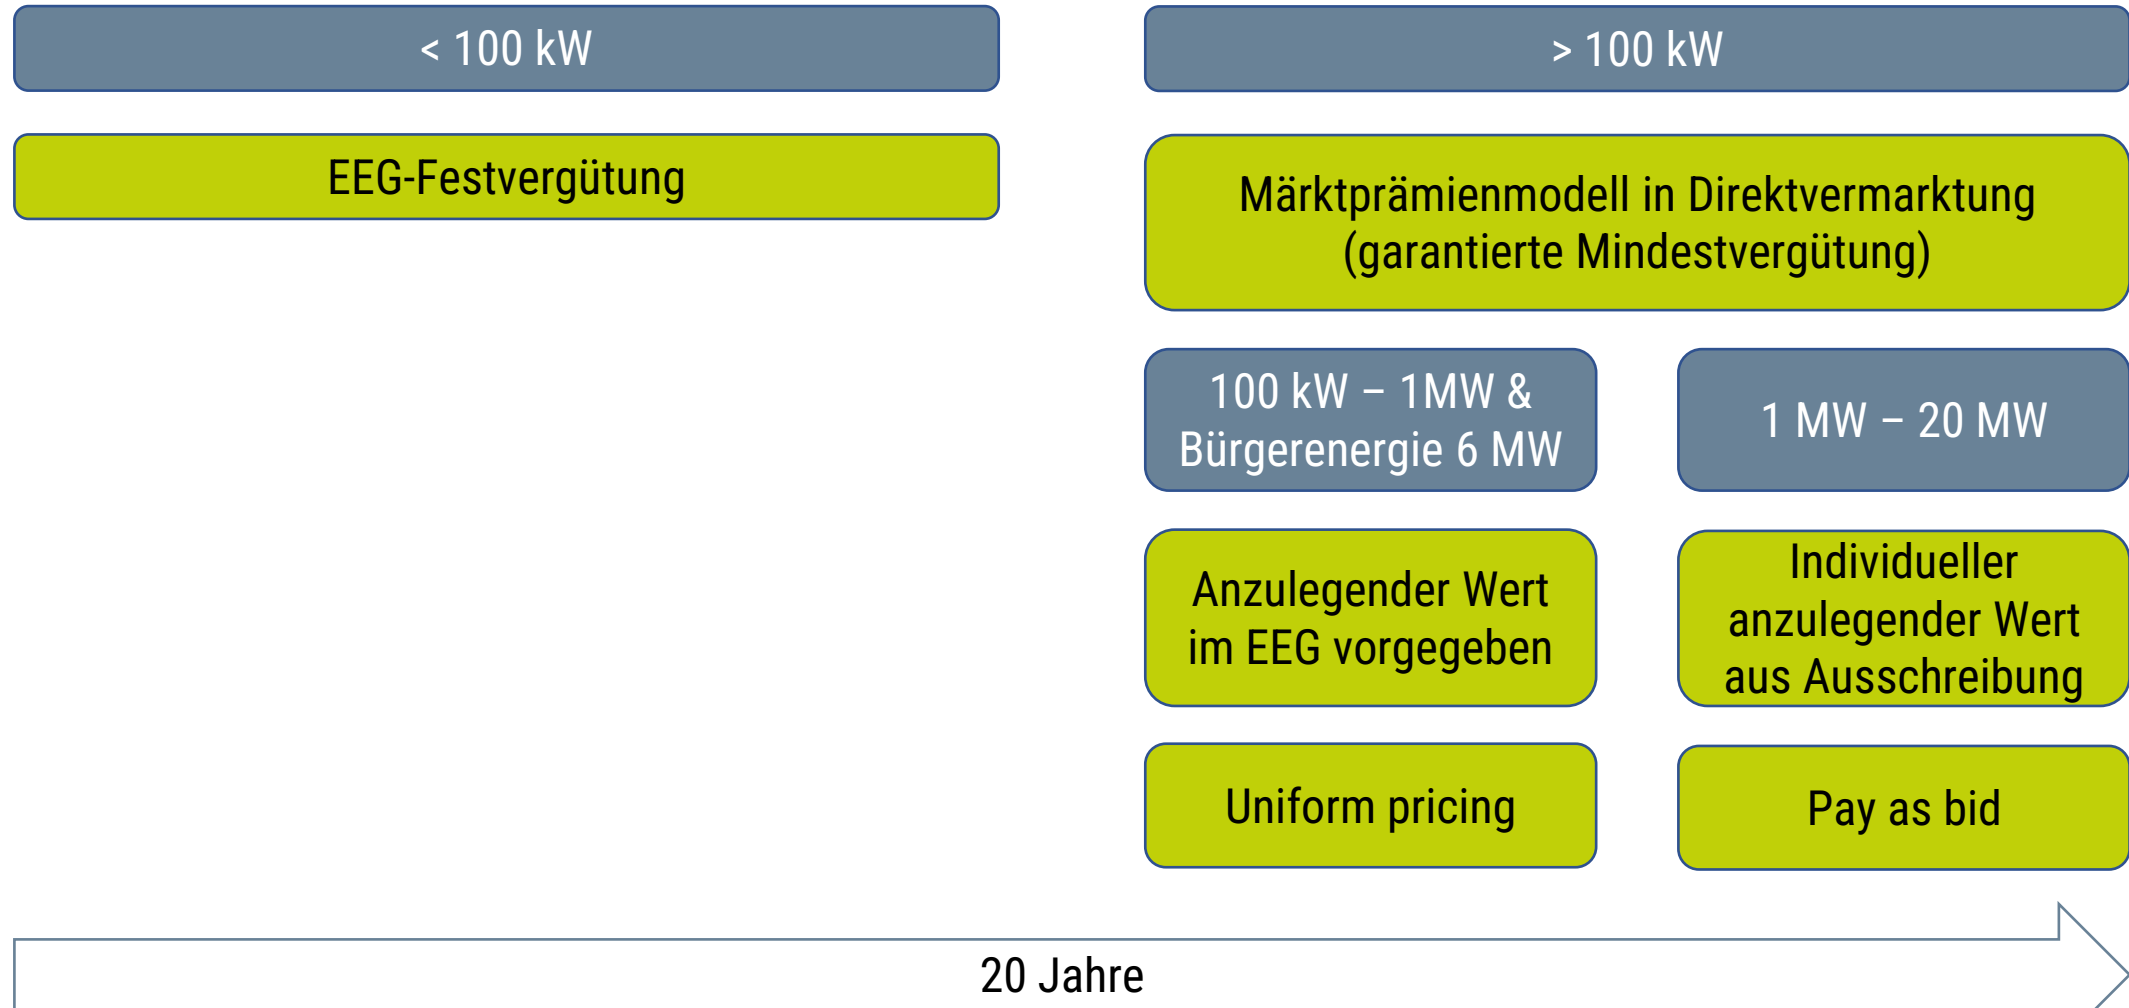 < 100 kW
> 100 kW
EEG-Festvergütung
Märktprämienmodell in Direktvermarktung
(garantierte Mindestvergütung)
100 kW – 1MW &
Bürgerenergie 6 MW
1 MW – 20 MW
Anzulegender Wert
im EEG vorgegeben
Individueller
anzulegender Wert
aus Ausschreibung
Uniform pricing
Pay as bid
20 Jahre